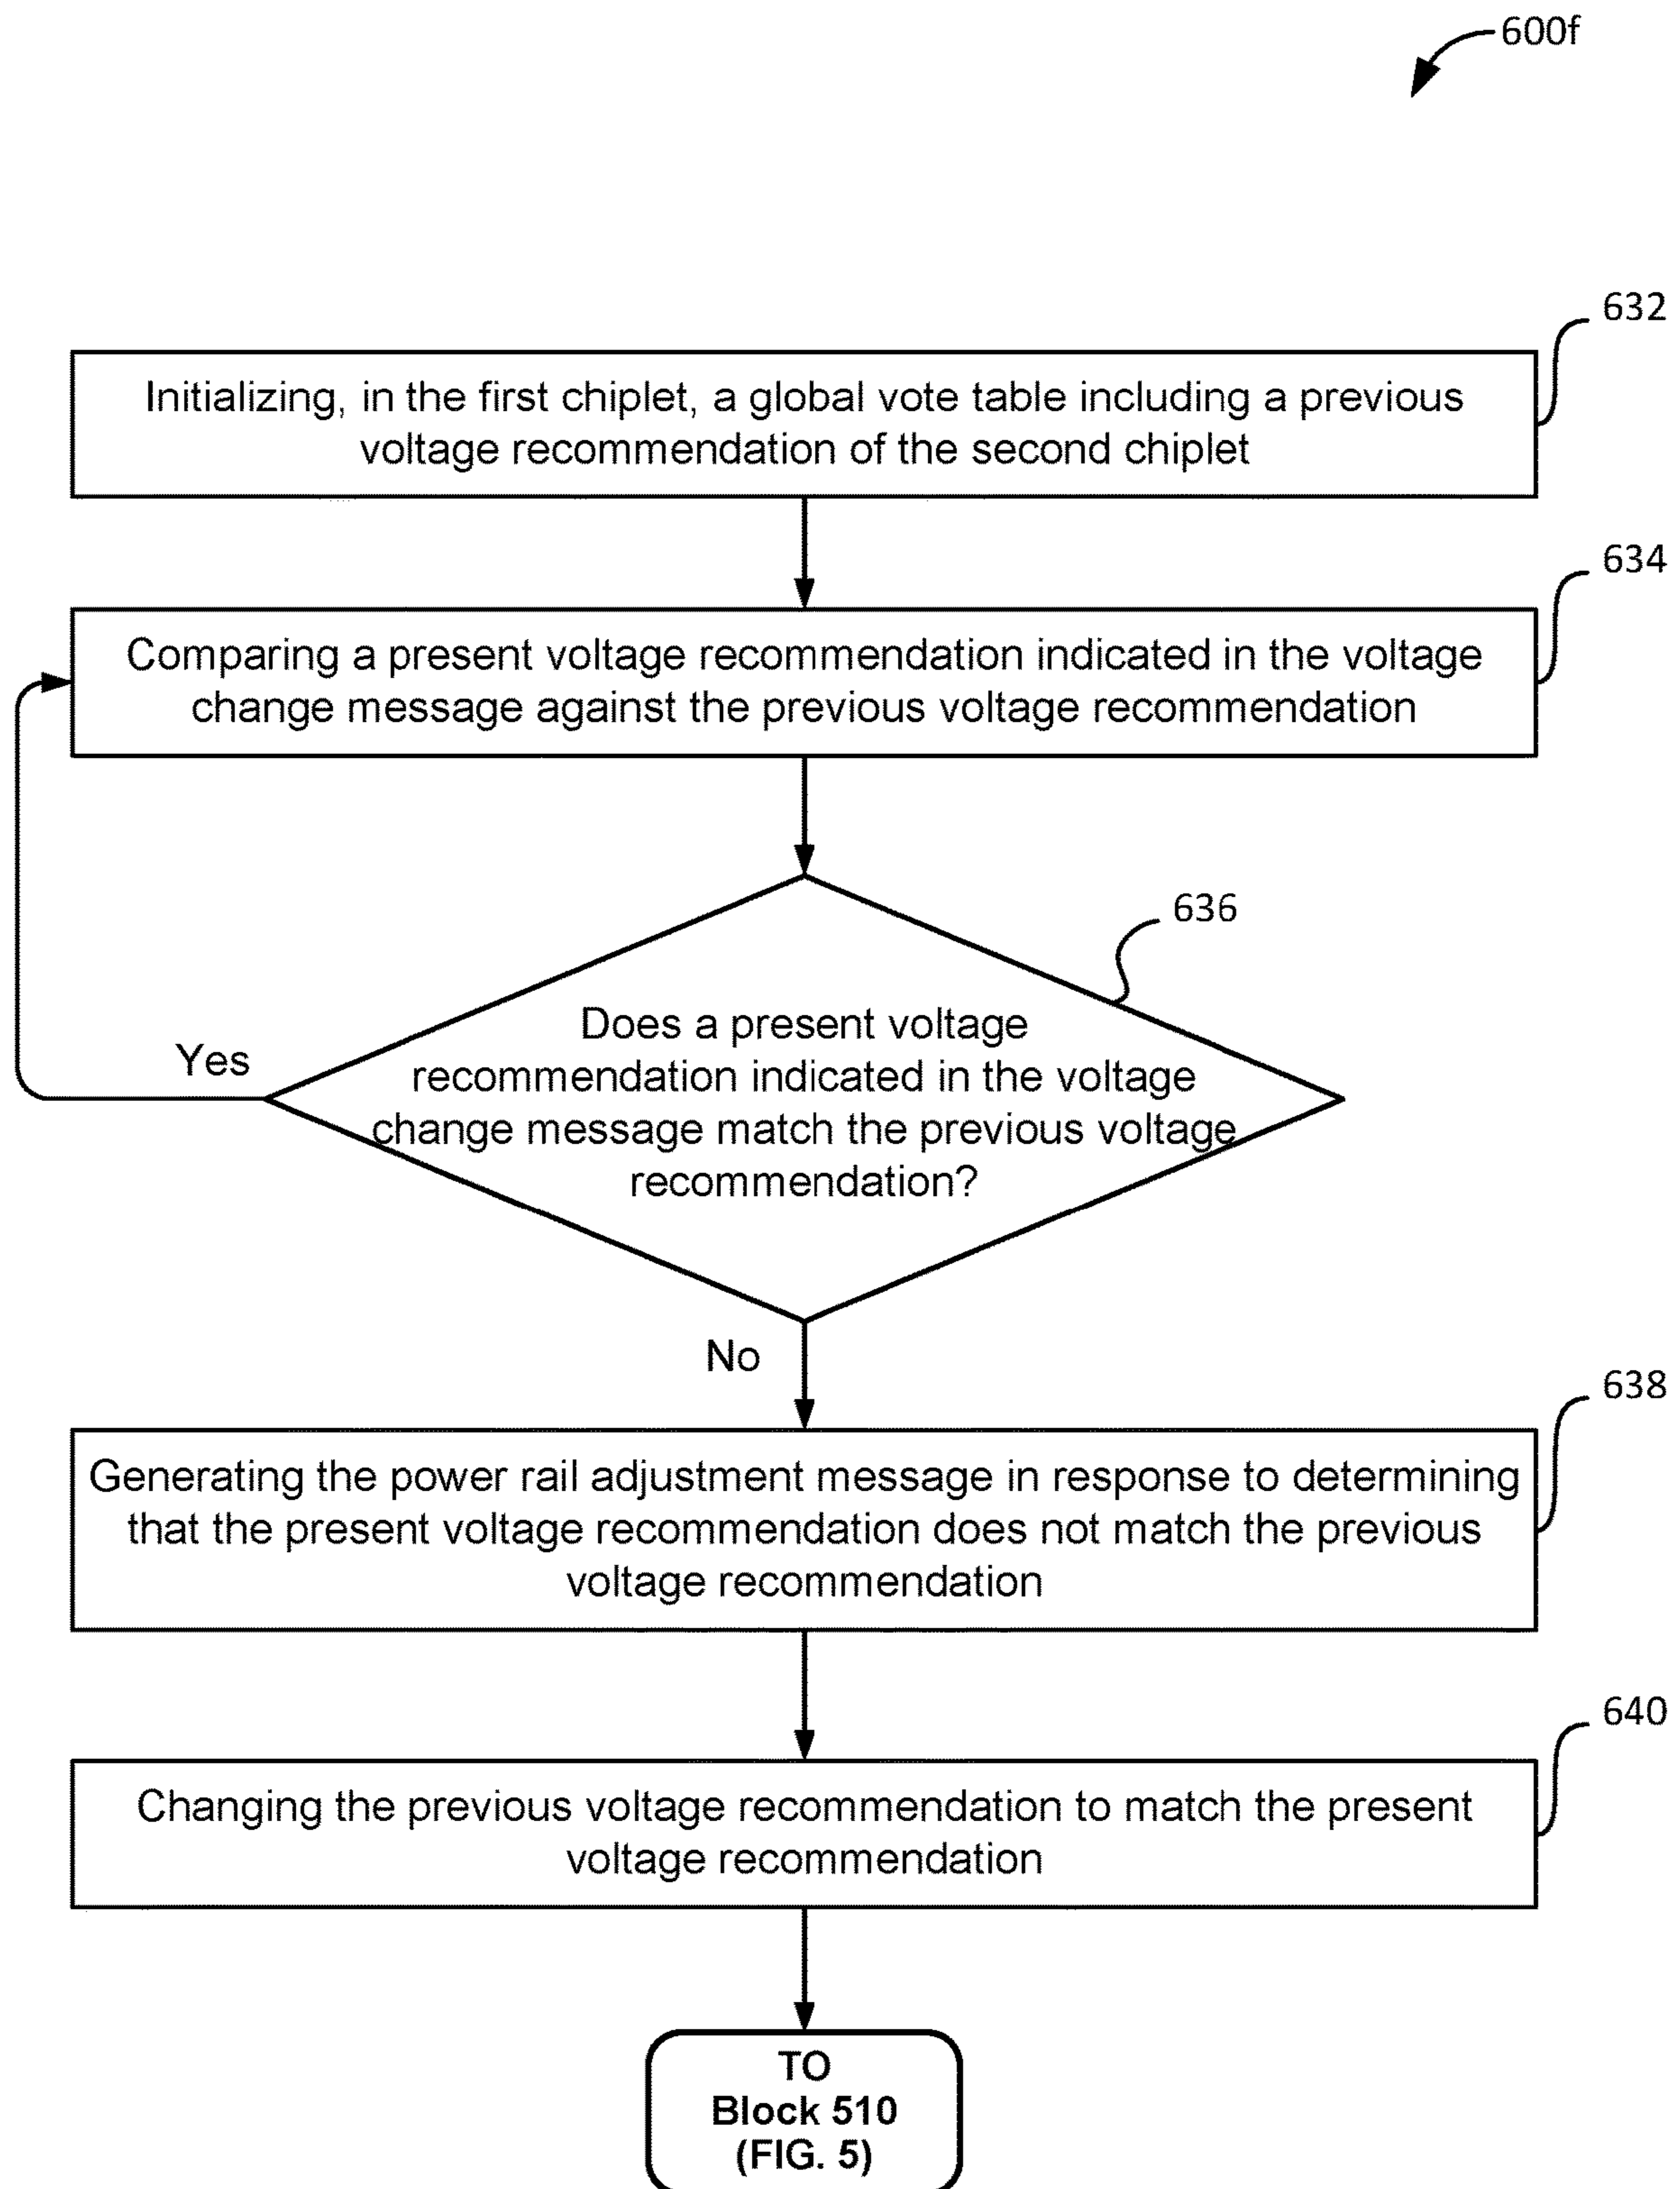 600f
632
Initializing, in the first chiplet, a global vote table including a previous
voltage recommendation of the second chiplet
634
Comparing a present voltage recommendation indicated in the voltage
change message against the previous voltage recommendation
636
Does a present voltage
recommendation indicated in the voltage
change message match the previous voltage
recommendation?
Yes
No
638
Generating the power rail adjustment message in response to determining
that the present voltage recommendation does not match the previous
voltage recommendation
640
Changing the previous voltage recommendation to match the present
voltage recommendation
TO
Block 510
(FIG. 5)